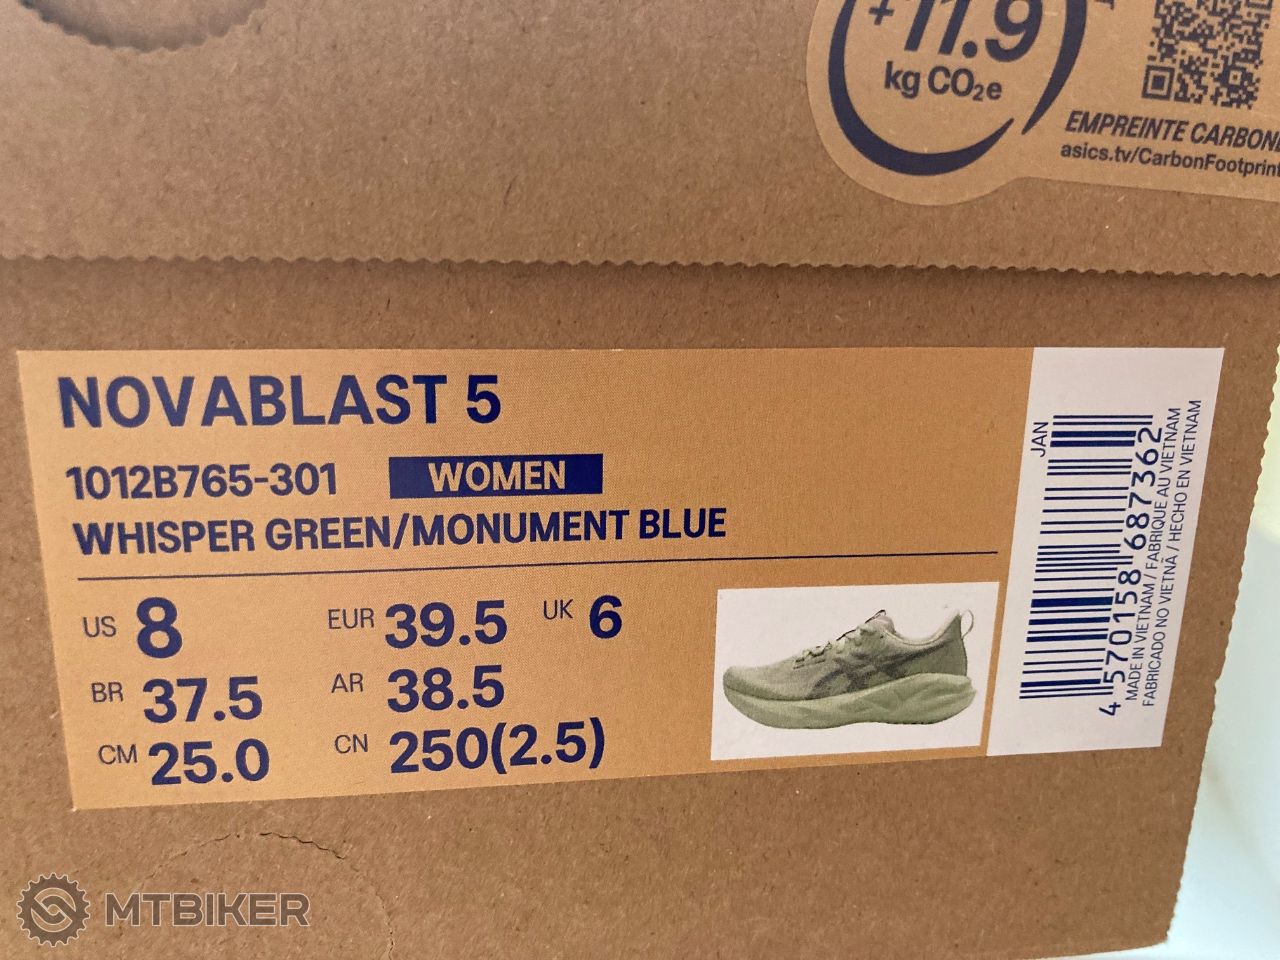 +11.9
kg CO₂e
EMPREINTE CARBONE
asics.tv/CarbonFootprint
NOVABLAST 5
1012B765-301 WOMEN
WHISPER GREEN/MONUMENT BLUE
US 8 EUR 39.5 UK 6
BR 37.5 AR 38.5
CM 25.0 CN 250(2.5)
JAN
4 570158 687362
MADE IN VIETNAM / FABRIQUE AU VIETNAM
FABRICADO NO VIETNÃ / HECHO EN VIETNAM
MTBIKER